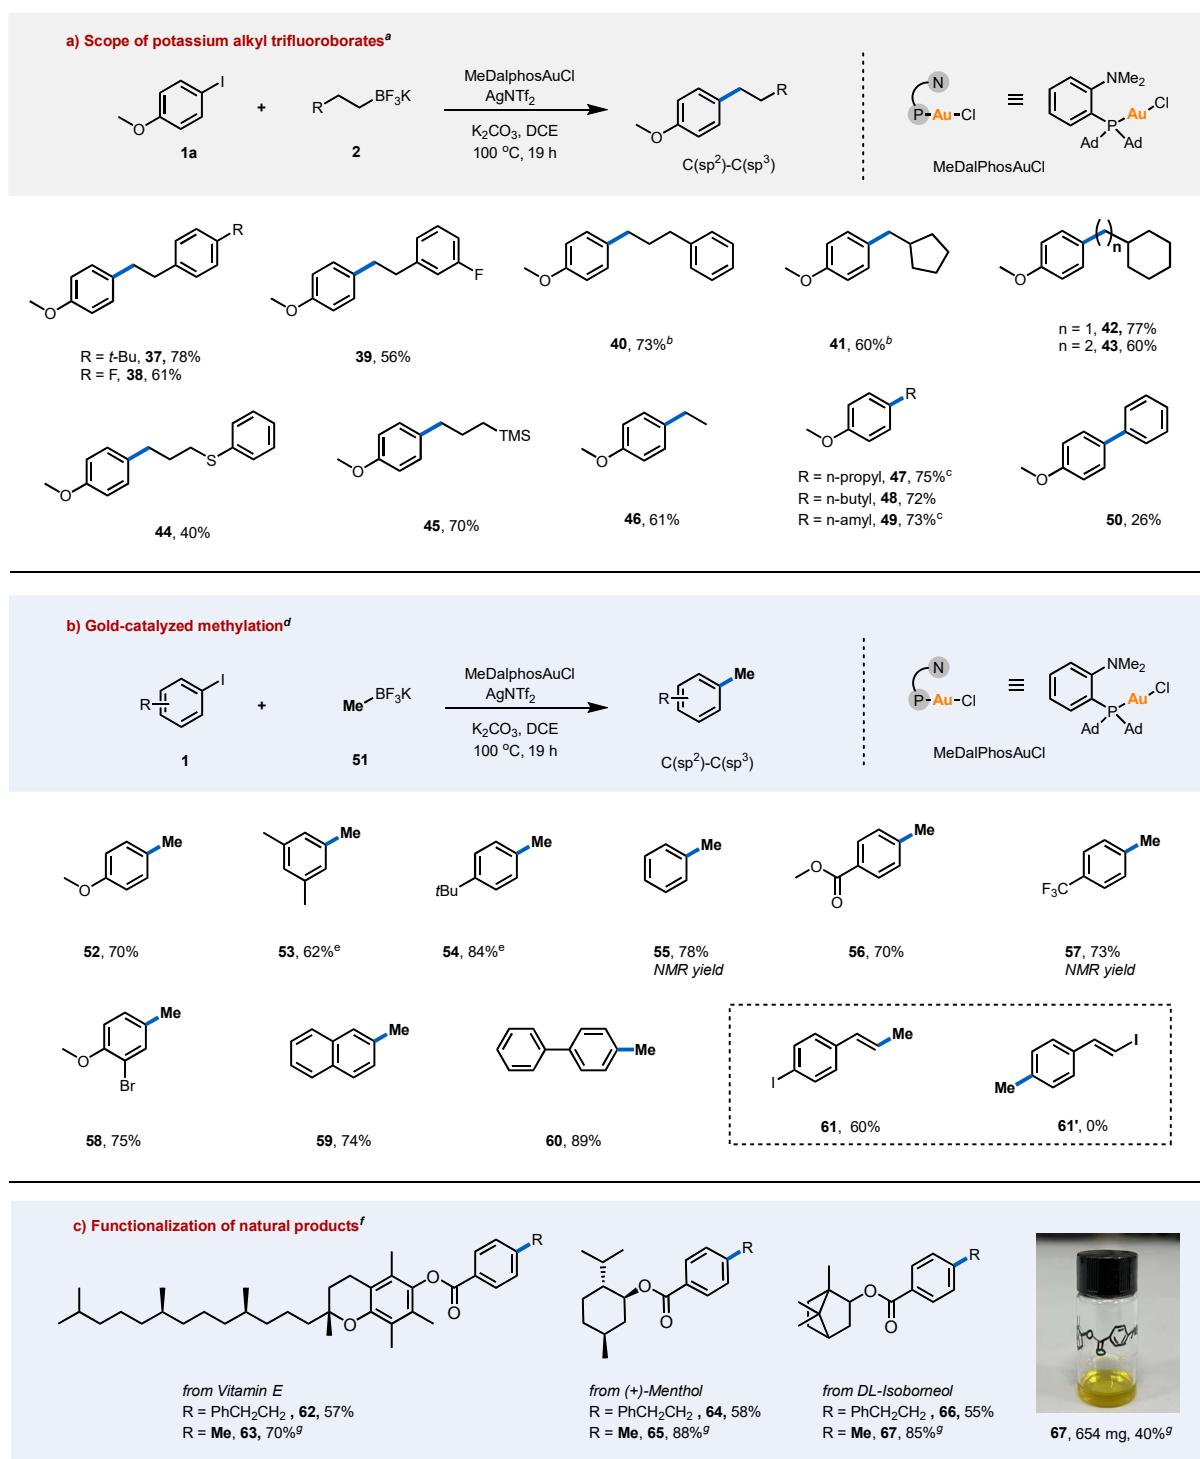 a) Scope of potassium alkyl trifluoroboratesᵃ
I
O
1a
+
R
BF₃K
2
MeDalphosAuCl
AgNTf₂
K₂CO₃, DCE
100 ºC, 19 h
R
O
C(sp²)-C(sp³)
N
P
Au
Cl
≡
NMe₂
P
Au
Cl
Ad
Ad
MeDalPhosAuCl
R
O
R = t-Bu, 37, 78%
R = F, 38, 61%
F
O
39, 56%
O
40, 73%ᵇ
O
41, 60%ᵇ
n
O
n = 1, 42, 77%
n = 2, 43, 60%
S
O
44, 40%
TMS
O
45, 70%
O
46, 61%
R
O
R = n-propyl, 47, 75%ᶜ
R = n-butyl, 48, 72%
R = n-amyl, 49, 73%ᶜ
O
50, 26%
b) Gold-catalyzed methylationᵈ
R
I
1
+
Me
BF₃K
51
MeDalphosAuCl
AgNTf₂
K₂CO₃, DCE
100 ºC, 19 h
R
Me
C(sp²)-C(sp³)
N
P
Au
Cl
≡
NMe₂
P
Au
Cl
Ad
Ad
MeDalPhosAuCl
Me
O
52, 70%
Me
53, 62%ᵉ
Me
tBu
54, 84%ᵉ
Me
55, 78%
NMR yield
Me
O
O
56, 70%
Me
F₃C
57, 73%
NMR yield
Me
O
Br
58, 75%
Me
59, 74%
Me
60, 89%
Me
I
61, 60%
I
Me
61', 0%
c) Functionalization of natural productsᶠ
R
O
O
O
from Vitamin E
R = PhCH₂CH₂ , 62, 57%
R = Me, 63, 70%ᵍ
R
O
O
from (+)-Menthol
R = PhCH₂CH₂ , 64, 58%
R = Me, 65, 88%ᵍ
R
O
O
from DL-Isoborneol
R = PhCH₂CH₂ , 66, 55%
R = Me, 67, 85%ᵍ
67, 654 mg, 40%ᵍ